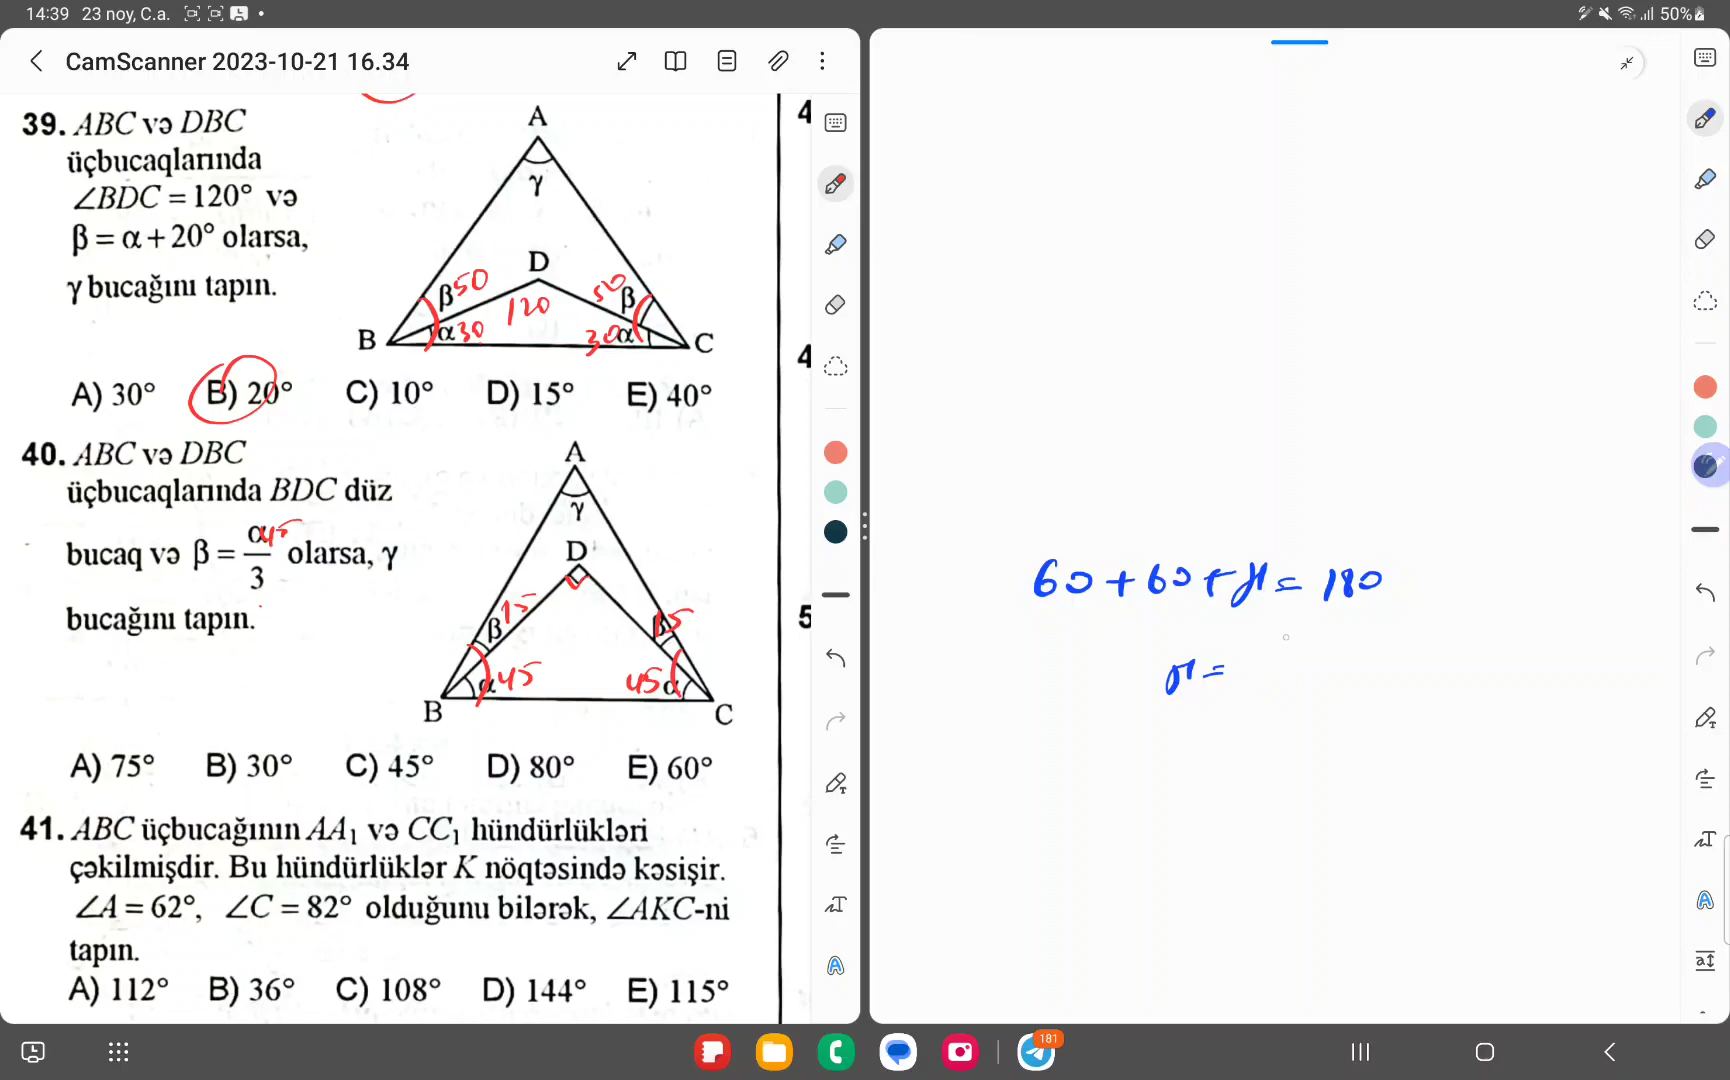 14:39 23 noy, C.a.
50%
CamScanner 2023-10-21 16.34
39. ABC və DBC
üçbucaqlarında
∠BDC = 120° və
β = α + 20° olarsa,
γ bucağını tapın.
A
γ
D
β 50
50 β
120
α 30
30 α
B
C
A) 30° B) 20° C) 10° D) 15° E) 40°
40. ABC və DBC
üçbucaqlarında BDC düz
bucaq və β = α/3 olarsa, γ
45
bucağını tapın.
A
γ
D
β 15
β 15
α 45
45 α
B
C
A) 75° B) 30° C) 45° D) 80° E) 60°
41. ABC üçbucağının AA₁ və CC₁ hündürlükləri
çəkilmişdir. Bu hündürlüklər K nöqtəsində kəsişir.
∠A = 62°, ∠C = 82° olduğunu bilərək, ∠AKC-ni
tapın.
A) 112° B) 36° C) 108° D) 144° E) 115°
4
4
5
60 + 60 + γ = 180
γ =
181